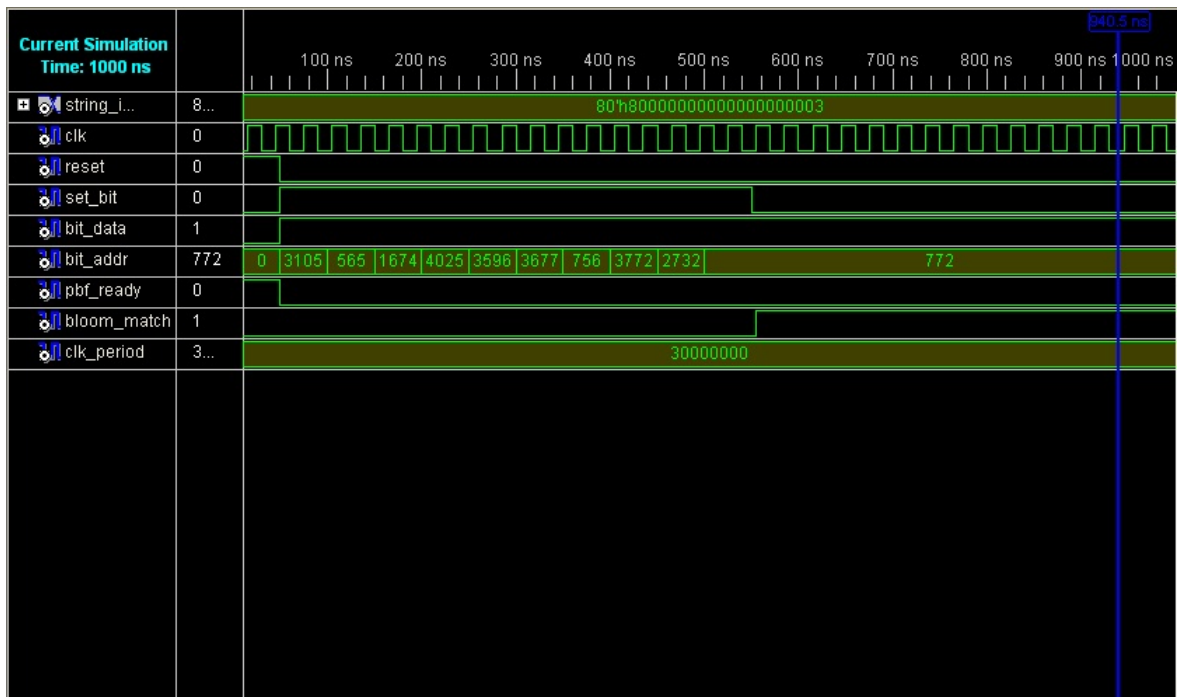 940.5 ns
Current Simulation
Time: 1000 ns
100 ns 200 ns 300 ns 400 ns 500 ns 600 ns 700 ns 800 ns 900 ns 1000 ns
string_i... 8... 80'h80000000000000000003
clk 0
reset 0
set_bit 0
bit_data 1
bit_addr 772 0 3105 565 1674 4025 3596 3677 756 3772 2732 772
pbf_ready 0
bloom_match 1
clk_period 3... 30000000